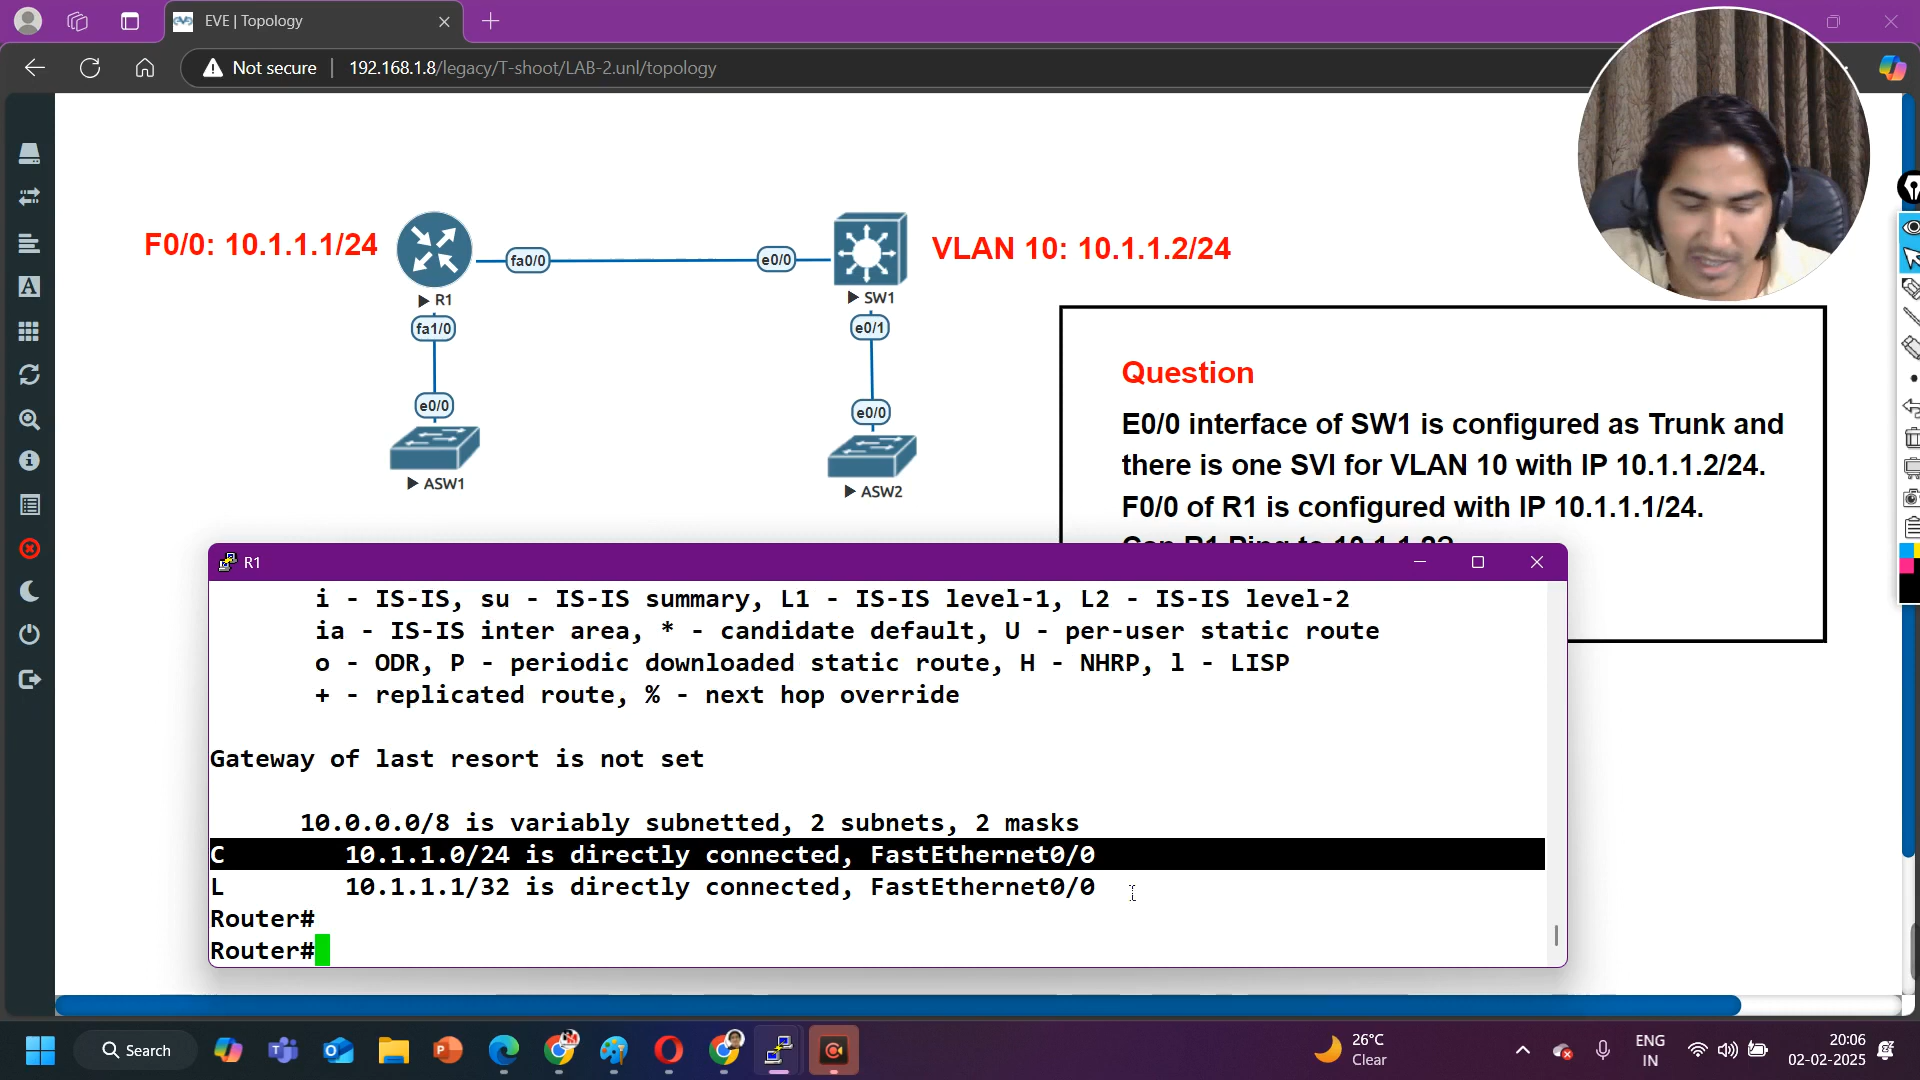 EVE | Topology
Not secure
192.168.1.8/legacy/T-shoot/LAB-2.unl/topology
F0/0: 10.1.1.1/24
fa0/0
e0/0
VLAN 10: 10.1.1.2/24
R1
SW1
fa1/0
e0/1
e0/0
e0/0
ASW1
ASW2
Question
E0/0 interface of SW1 is configured as Trunk and
there is one SVI for VLAN 10 with IP 10.1.1.2/24.
F0/0 of R1 is configured with IP 10.1.1.1/24.
Can R1 Ping to 10.1.1.2?
R1
i - IS-IS, su - IS-IS summary, L1 - IS-IS level-1, L2 - IS-IS level-2
ia - IS-IS inter area, * - candidate default, U - per-user static route
o - ODR, P - periodic downloaded static route, H - NHRP, l - LISP
+ - replicated route, % - next hop override
Gateway of last resort is not set
10.0.0.0/8 is variably subnetted, 2 subnets, 2 masks
C 10.1.1.0/24 is directly connected, FastEthernet0/0
L 10.1.1.1/32 is directly connected, FastEthernet0/0
Router#
Router#
Search
26°C
Clear
ENG
IN
20:06
02-02-2025